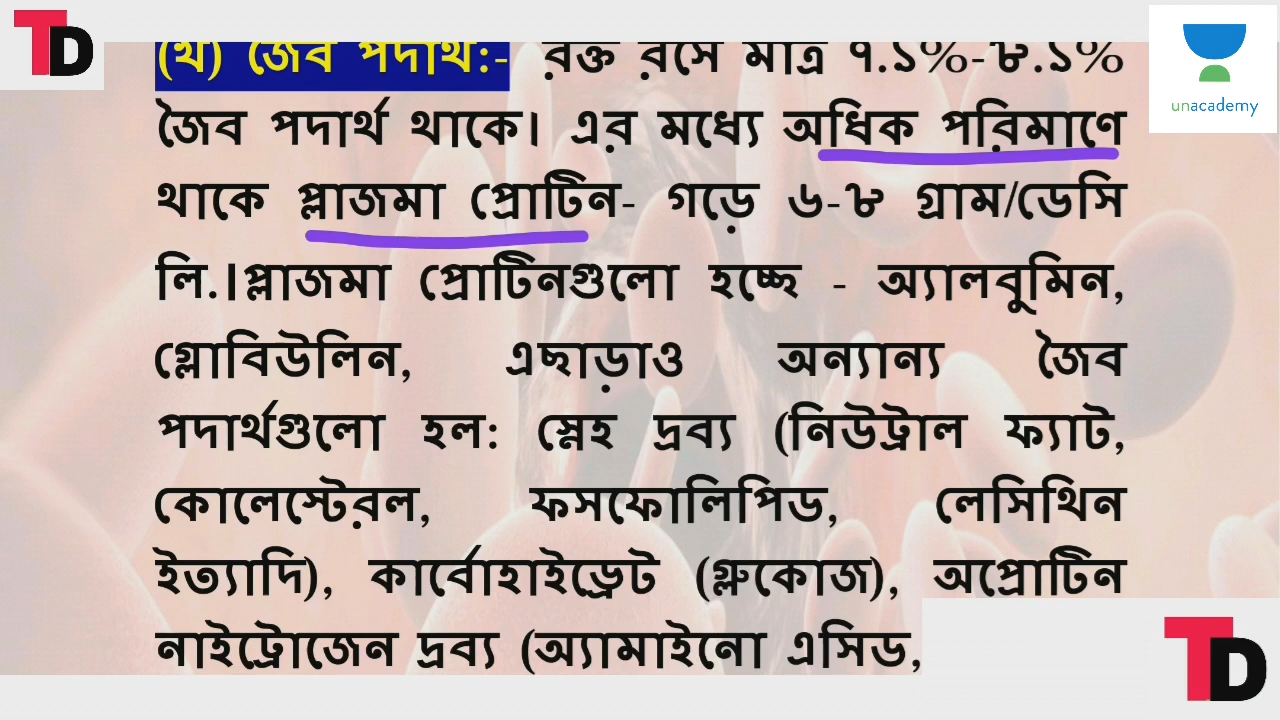 TD
unacademy
(খ) জৈব পদার্থ:- রক্ত রসে মাত্র ৭.১%-৮.১%
জৈব পদার্থ থাকে। এর মধ্যে অধিক পরিমাণে
থাকে প্লাজমা প্রোটিন- গড়ে ৬-৮ গ্রাম/ডেসি
লি.।প্লাজমা প্রোটিনগুলো হচ্ছে - অ্যালবুমিন,
গ্লোবিউলিন, এছাড়াও অন্যান্য জৈব
পদার্থগুলো হল: স্নেহ দ্রব্য (নিউট্রাল ফ্যাট,
কোলেস্টেরল, ফসফোলিপিড, লেসিথিন
ইত্যাদি), কার্বোহাইড্রেট (গ্লুকোজ), অপ্রোটিন
নাইট্রোজেন দ্রব্য (অ্যামাইনো এসিড,
TD